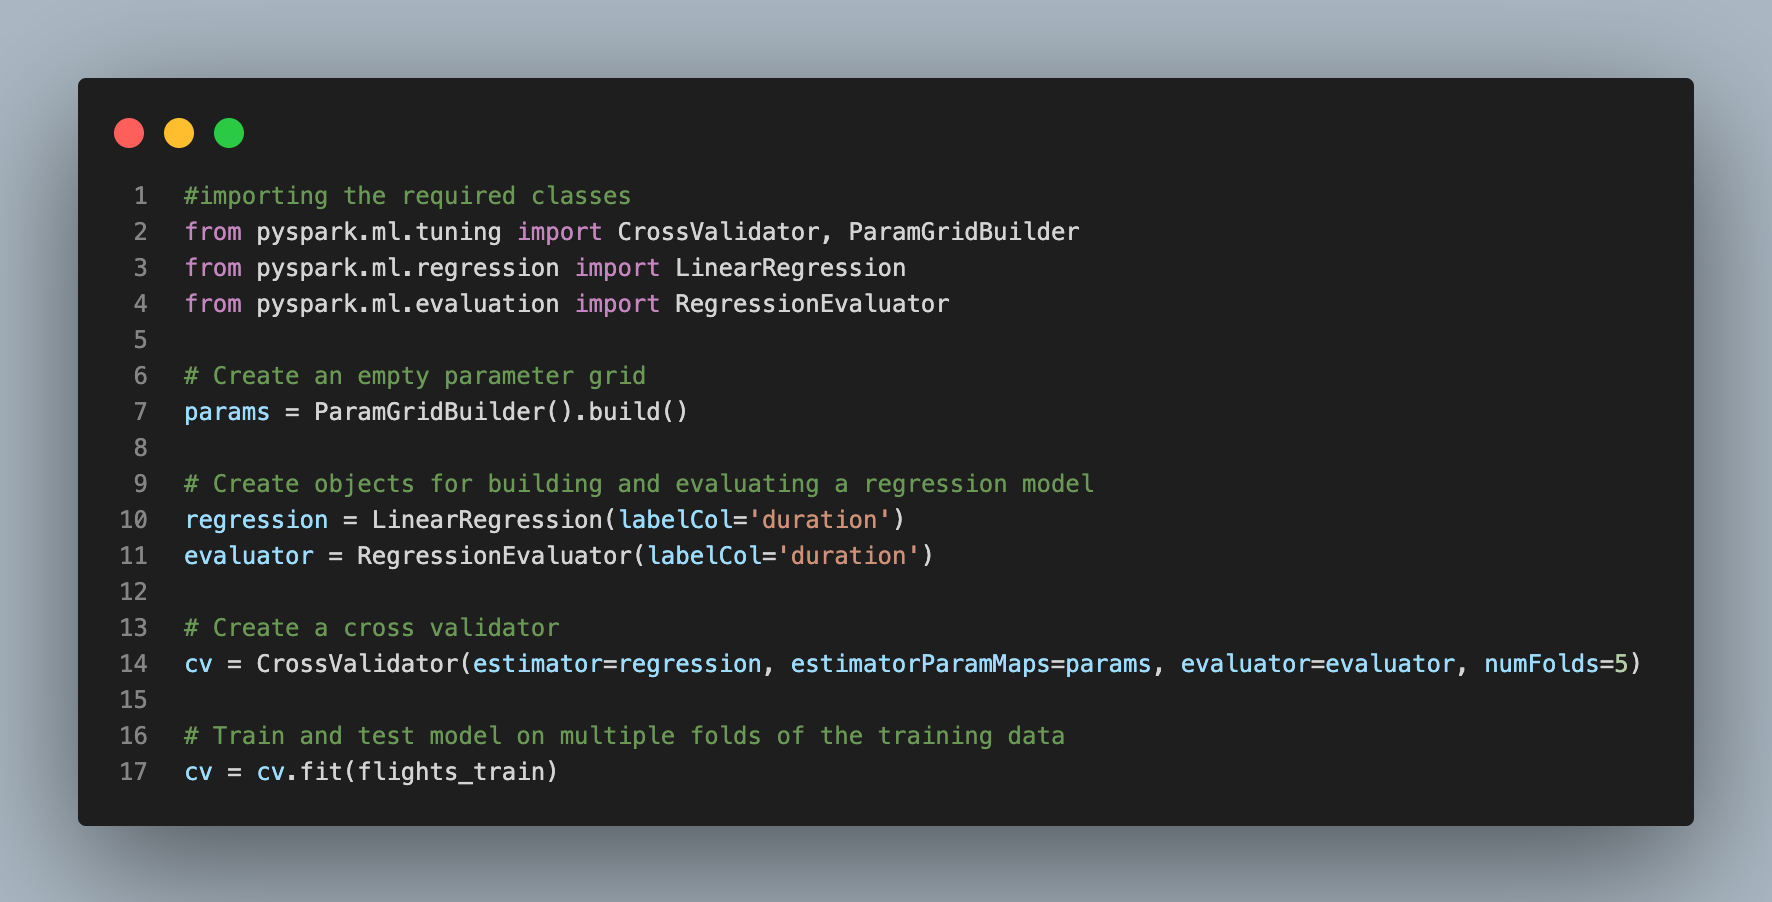 1 #importing the required classes
2 from pyspark.ml.tuning import CrossValidator, ParamGridBuilder
3 from pyspark.ml.regression import LinearRegression
4 from pyspark.ml.evaluation import RegressionEvaluator
5
6 # Create an empty parameter grid
7 params = ParamGridBuilder().build()
8
9 # Create objects for building and evaluating a regression model
10 regression = LinearRegression(labelCol='duration')
11 evaluator = RegressionEvaluator(labelCol='duration')
12
13 # Create a cross validator
14 cv = CrossValidator(estimator=regression, estimatorParamMaps=params, evaluator=evaluator, numFolds=5)
15
16 # Train and test model on multiple folds of the training data
17 cv = cv.fit(flights_train)